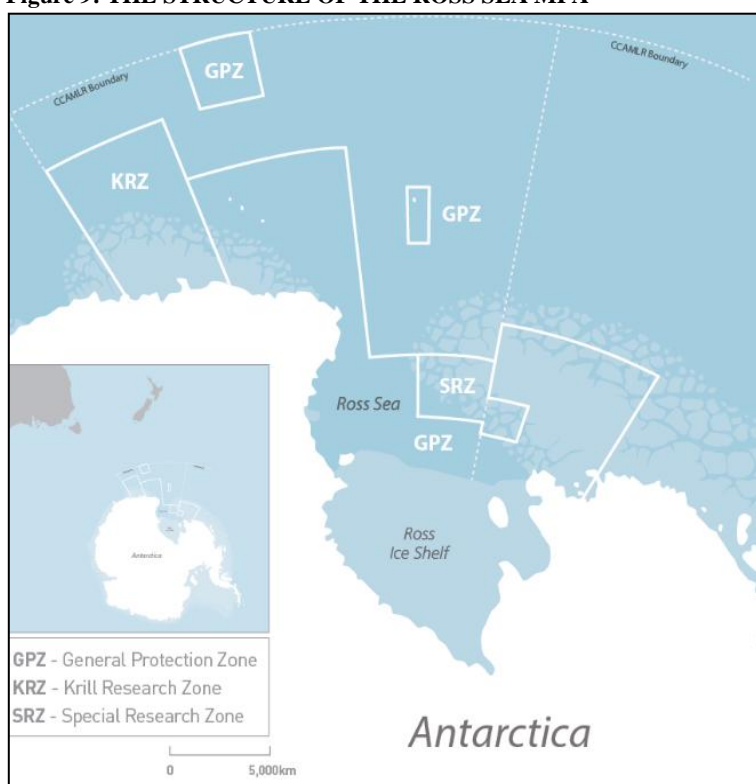 Figure 9: THE STRUCTURE OF THE ROSS SEA MPA
CCAMLR Boundary
GPZ
CCAMLR Boundary
KRZ
GPZ
SRZ
Ross Sea
GPZ
Ross
Ice Shelf
Antarctica
GPZ - General Protection Zone
KRZ - Krill Research Zone
SRZ - Special Research Zone
Antarctica
0 5,000km